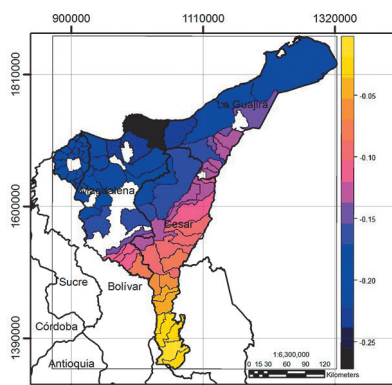 900000
1110000
1320000
1810000
1600000
1390000
La Guajira
Magdalena
Cesar
Sucre
Bolívar
Córdoba
Antioquia
-0.05
-0.10
-0.15
-0.20
-0.25
1:6,300,000
0 15 30 60 90 120
Kilometers